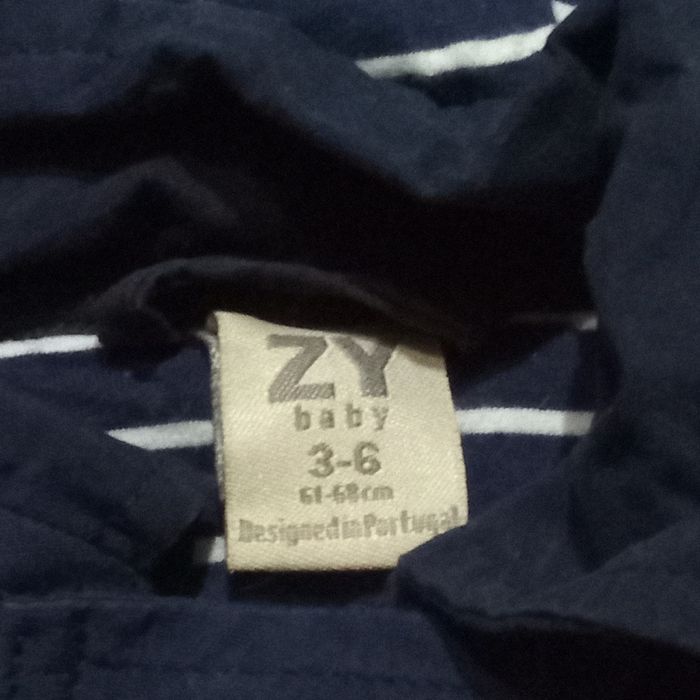 ZY
baby
3-6
61-68cm
Designed in Portugal